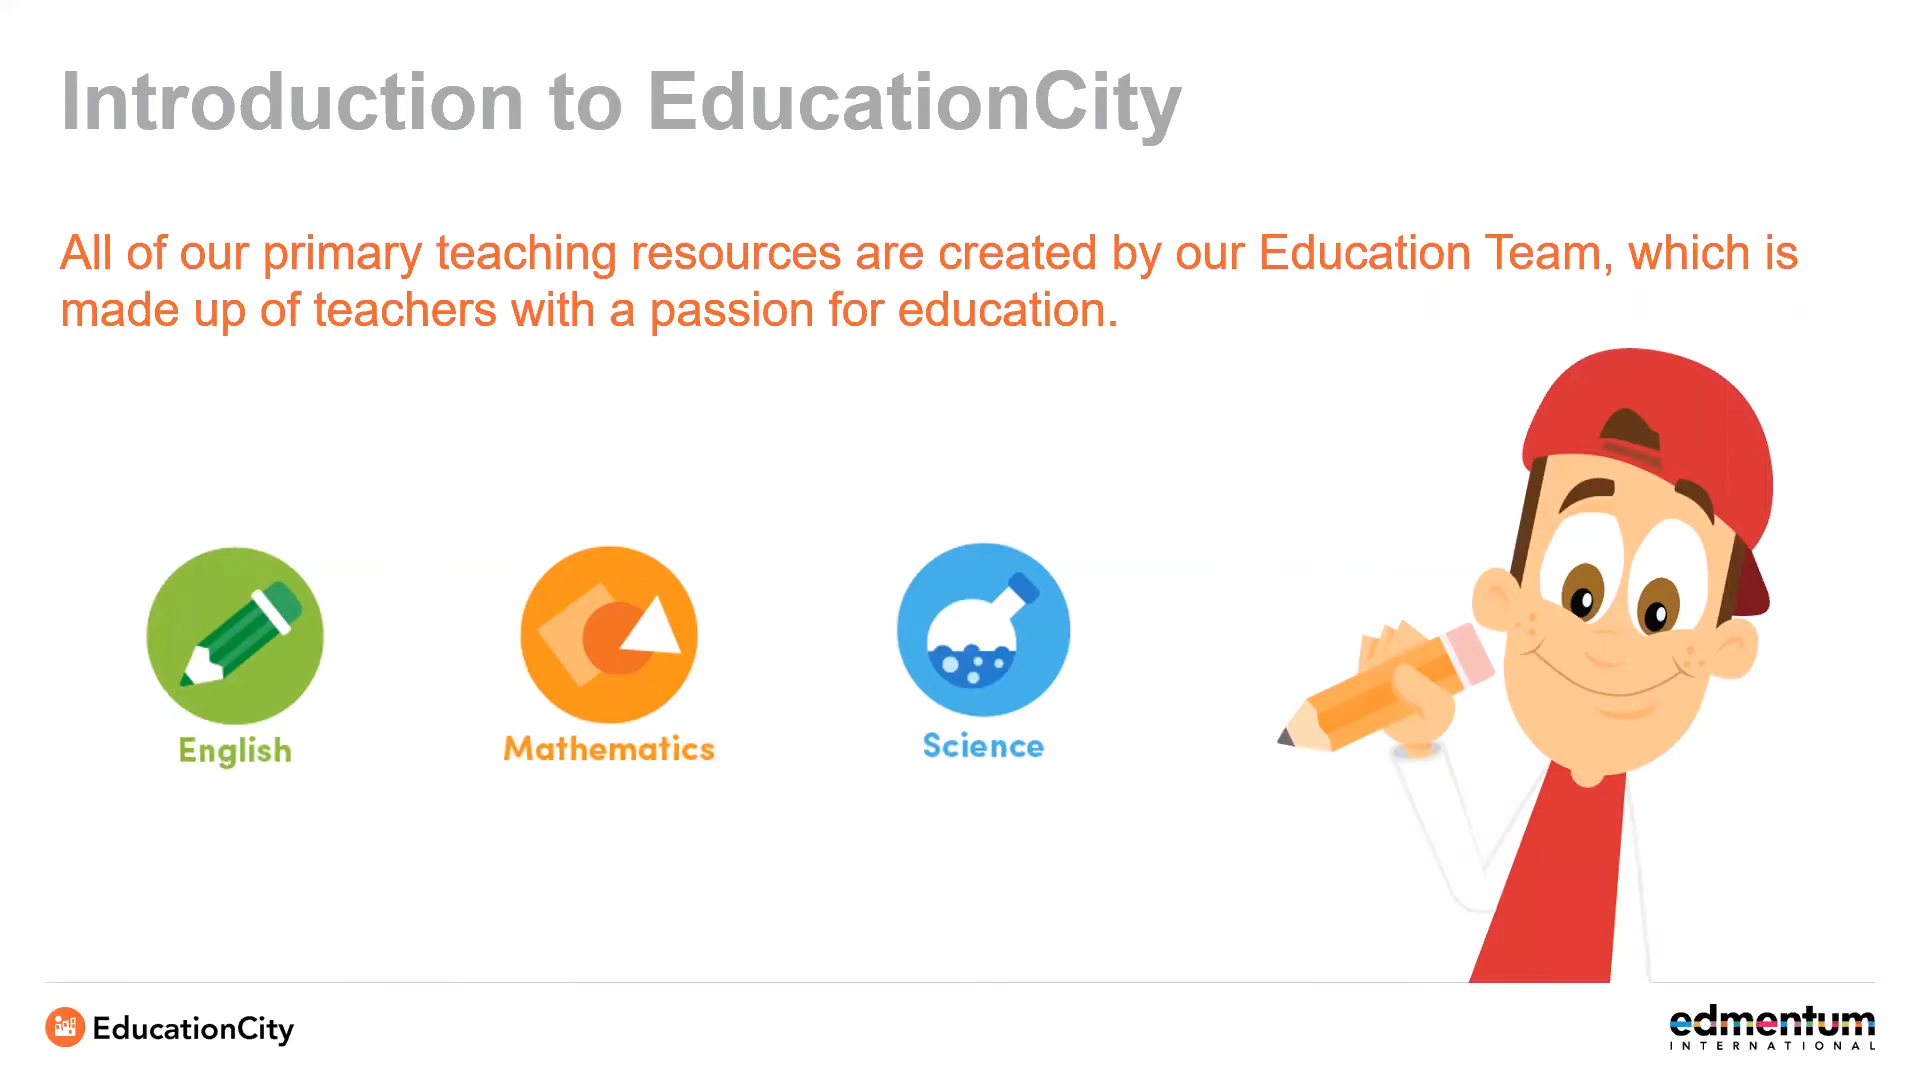 Introduction to EducationCity
All of our primary teaching resources are created by our Education Team, which is
made up of teachers with a passion for education.
English
Mathematics
Science
EducationCity
edmentum
INTERNATIONAL